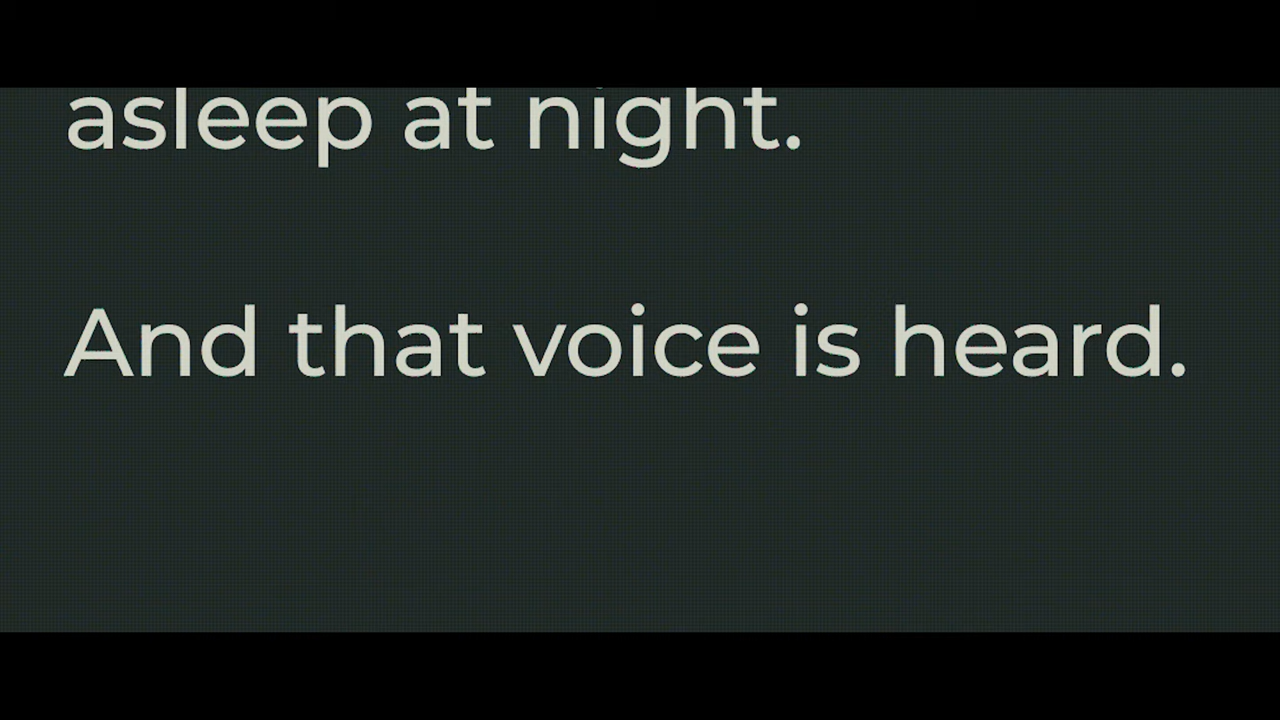 asleep at night.
And that voice is heard.